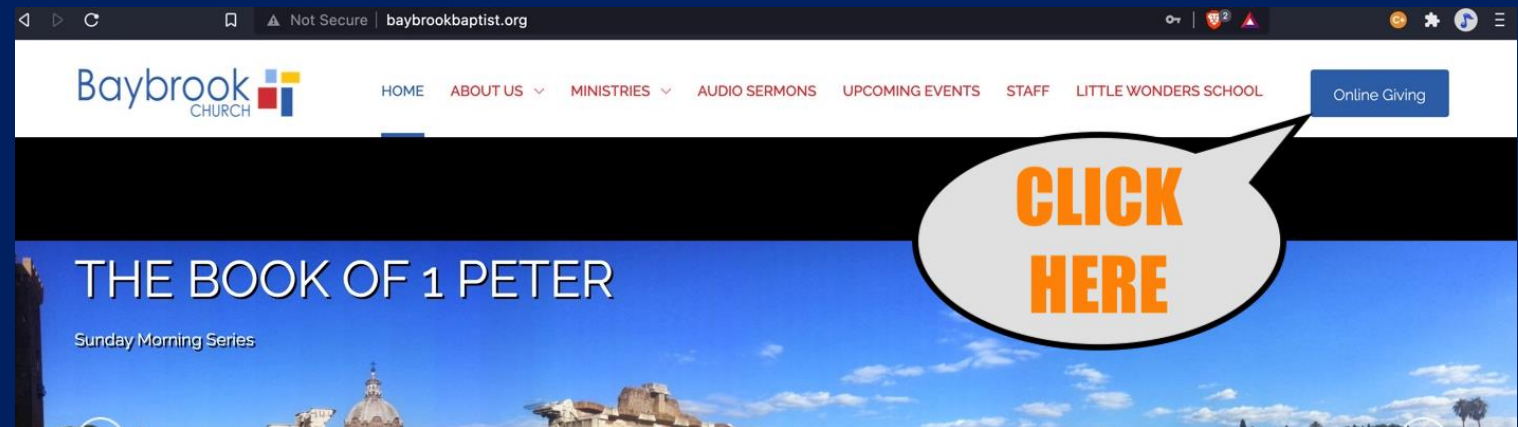 Not Secure | baybrookbaptist.org
2
Baybrook
CHURCH
HOME ABOUT US MINISTRIES AUDIO SERMONS UPCOMING EVENTS STAFF LITTLE WONDERS SCHOOL Online Giving
CLICK
HERE
THE BOOK OF 1 PETER
Sunday Morning Series